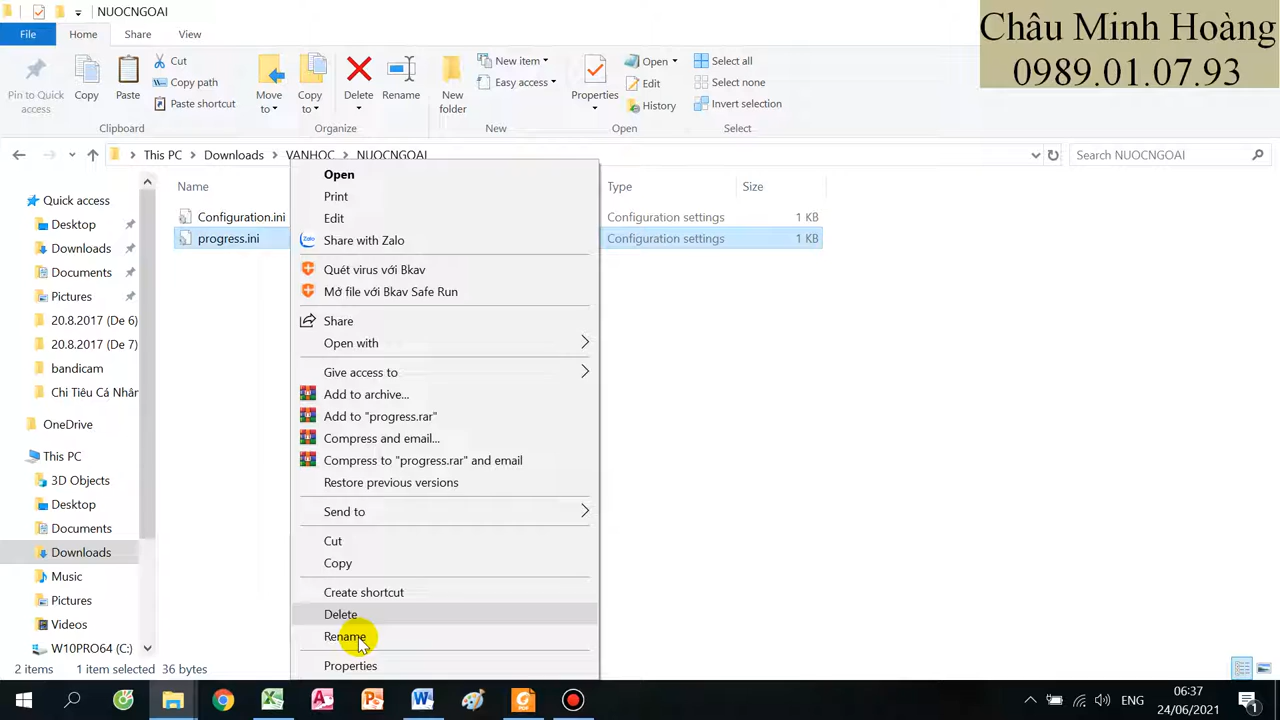 NUOCNGOAI
Châu Minh Hoàng
0989.01.07.93
File Home Share View
Pin to Quick access
Copy
Paste
Cut
Copy path
Paste shortcut
Move to
Copy to
Delete
Rename
New folder
New item
Easy access
Properties
Open
Edit
History
Select all
Select none
Invert selection
Clipboard Organize New Open Select
This PC > Downloads > VANHOC > NUOCNGOAI
Search NUOCNGOAI
Name Type Size
Configuration.ini Configuration settings 1 KB
progress.ini Configuration settings 1 KB
Quick access
Desktop
Downloads
Documents
Pictures
20.8.2017 (De 6)
20.8.2017 (De 7)
bandicam
Chi Tiêu Cá Nhân
OneDrive
This PC
3D Objects
Desktop
Documents
Downloads
Music
Pictures
Videos
W10PRO64 (C:)
Open
Print
Edit
Zalo Share with Zalo
Quét virus với Bkav
Mở file với Bkav Safe Run
Share
Open with
Give access to
Add to archive...
Add to "progress.rar"
Compress and email...
Compress to "progress.rar" and email
Restore previous versions
Send to
Cut
Copy
Create shortcut
Delete
Rename
Properties
2 items 1 item selected 36 bytes
ENG
06:37
24/06/2021